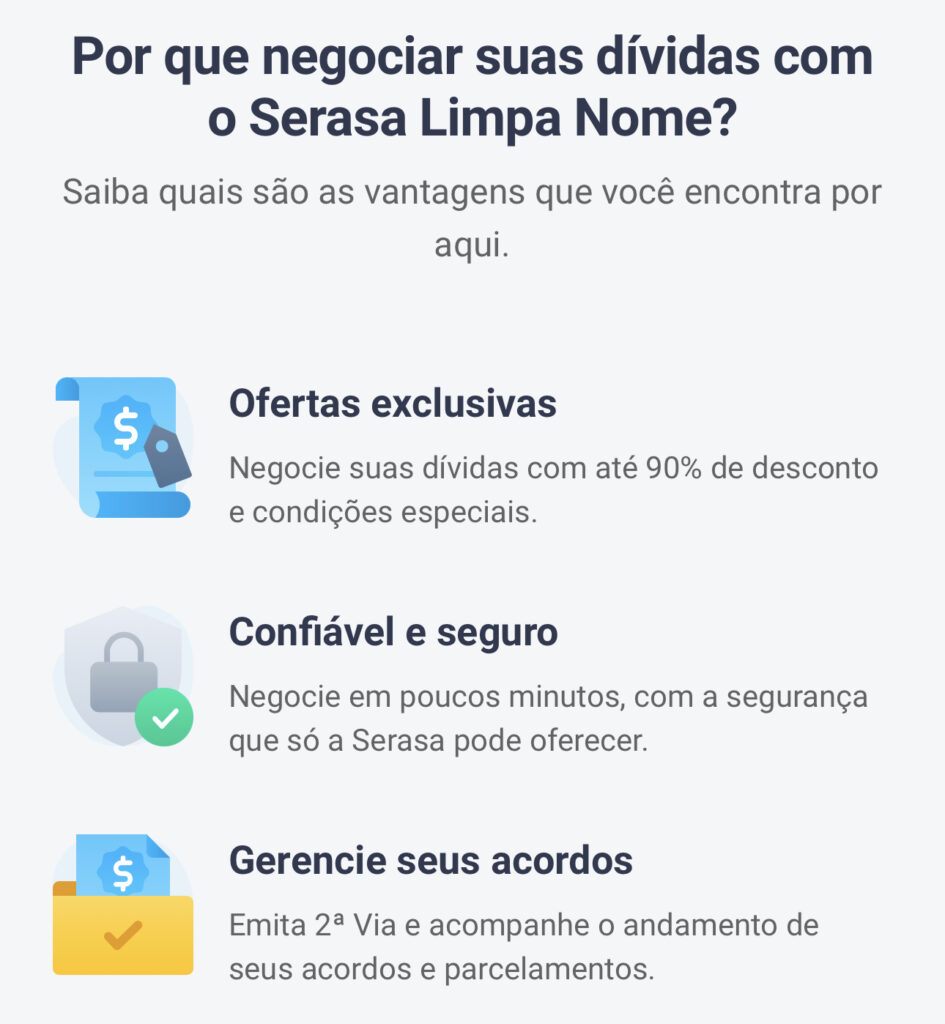 Por que negociar suas dívidas com
o Serasa Limpa Nome?
Saiba quais são as vantagens que você encontra por
aqui.
$
Ofertas exclusivas
Negocie suas dívidas com até 90% de desconto
e condições especiais.
Confiável e seguro
Negocie em poucos minutos, com a segurança
que só a Serasa pode oferecer.
$
Gerencie seus acordos
Emita 2ª Via e acompanhe o andamento de
seus acordos e parcelamentos.